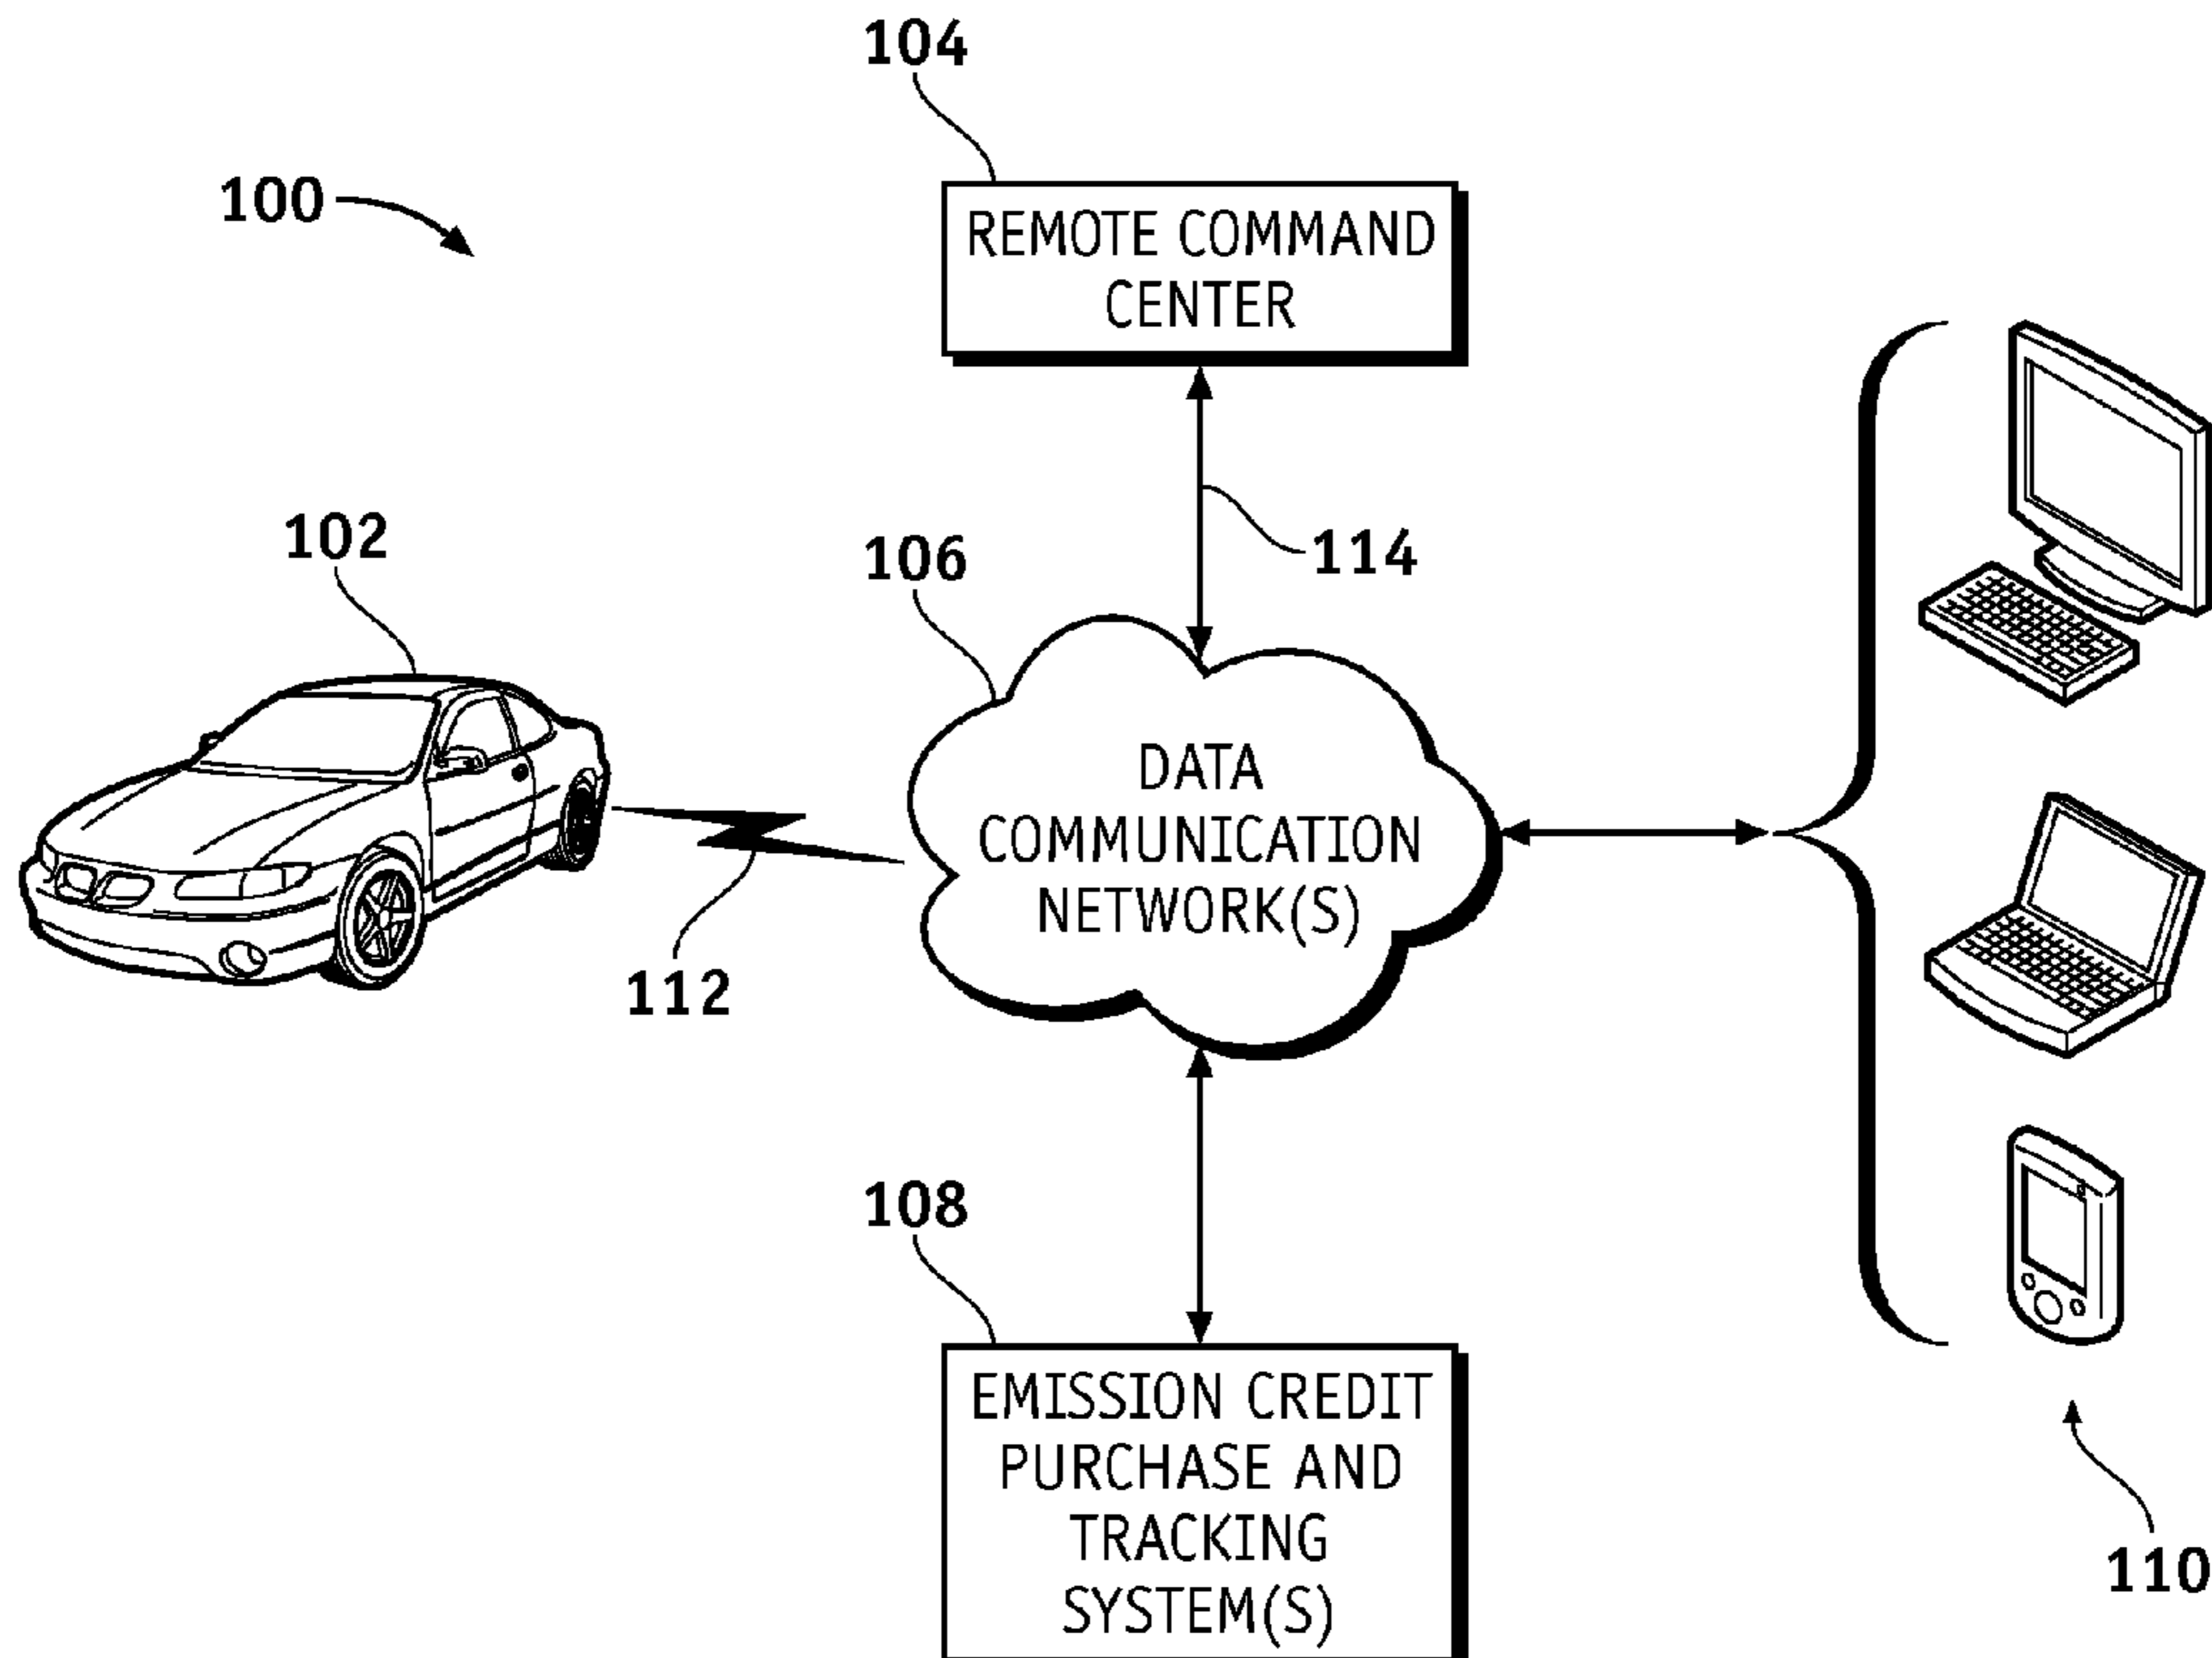 104
100
REMOTE COMMAND
CENTER
102
106
114
DATA
COMMUNICATION
NETWORK(S)
112
108
EMISSION CREDIT
PURCHASE AND
TRACKING
SYSTEM(S)
110